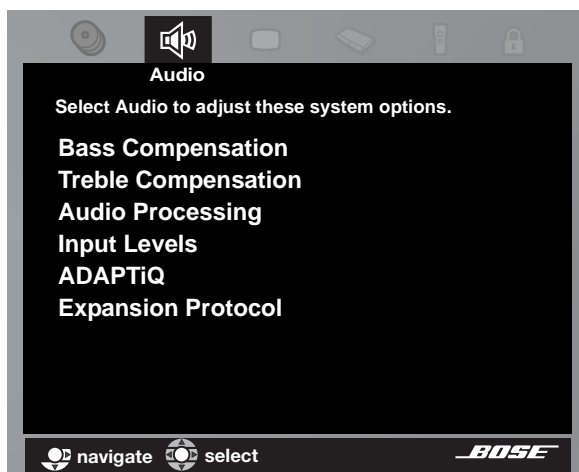 Audio
Select Audio to adjust these system options.
Bass Compensation
Treble Compensation
Audio Processing
Input Levels
ADAPTiQ
Expansion Protocol
navigate select BOSE